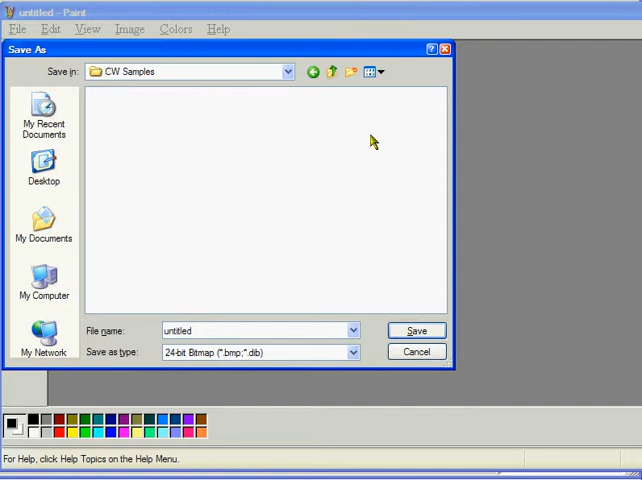 untitled - Paint
File Edit View Image Colors Help
Save As
Save in: CW Samples
My Recent
Documents
Desktop
My Documents
My Computer
My Network
File name: untitled
Save as type: 24-bit Bitmap (*.bmp;*.dib)
Save
Cancel
For Help, click Help Topics on the Help Menu.